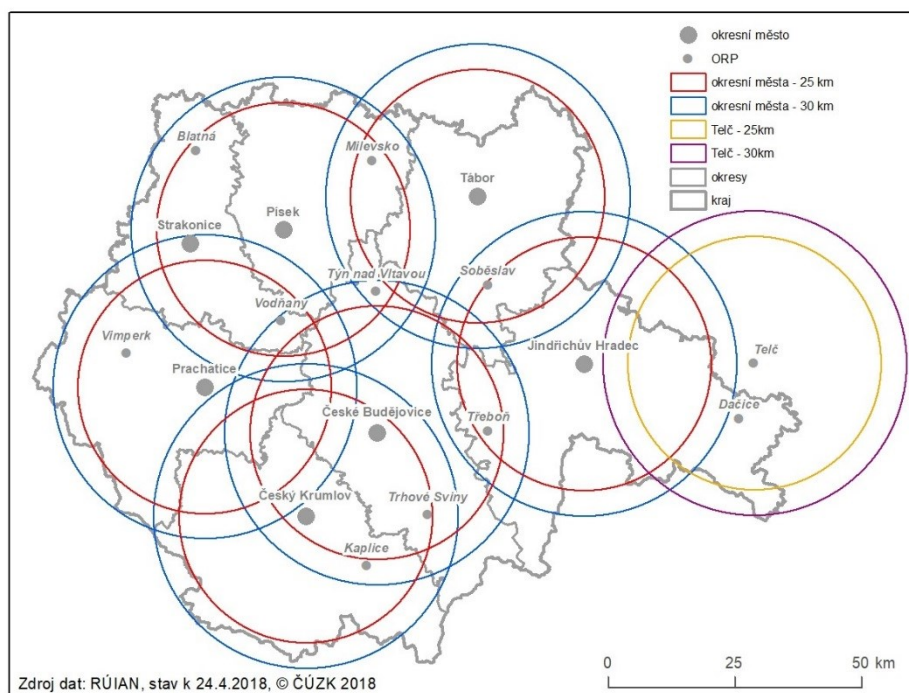 okresní město
ORP
okresní města - 25 km
okresní města - 30 km
Telč - 25km
Telč - 30km
okresy
kraj
Blatná
Milevsko
Tábor
Písek
Strakonice
Týn nad Vltavou
Soběslav
Vodňany
Vimperk
Jindřichův Hradec
Telč
Prachatice
České Budějovice
Třeboň
Dačice
Český Krumlov
Trhové Sviny
Kaplice
0 25 50 km
Zdroj dat: RÚIAN, stav k 24.4.2018, © ČÚZK 2018